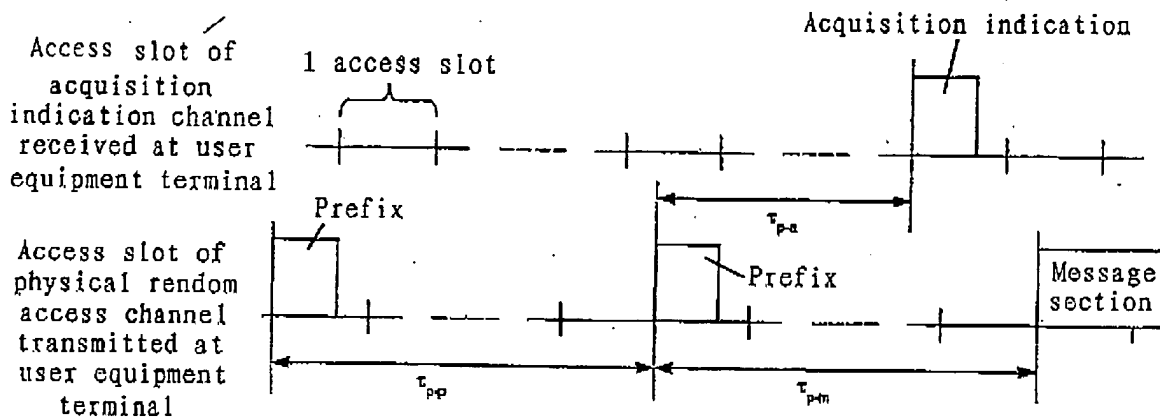 Access slot of
acquisition
indication channel
received at user
equipment terminal
1 access slot
Acquisition indication
τp-a
Prefix
Access slot of
physical rendom
access channel
transmitted at
user equipment
terminal
Prefix
Message
section
τp-p
τp-m